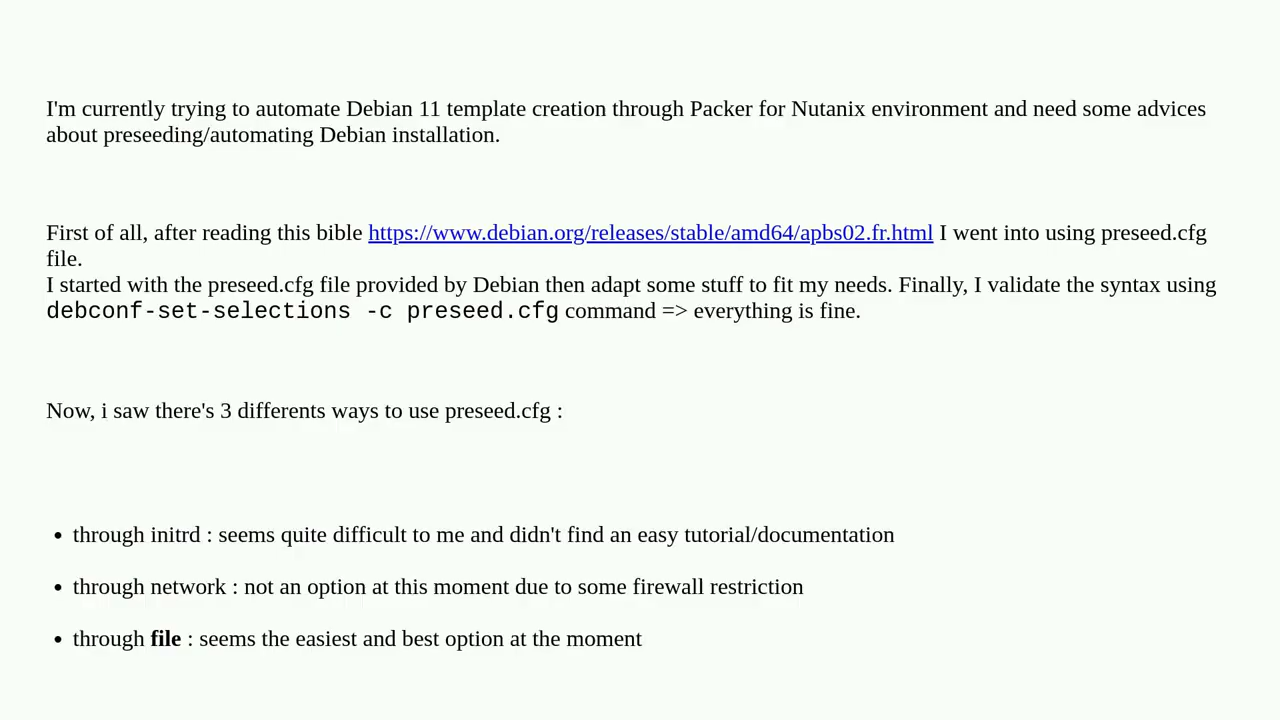 I'm currently trying to automate Debian 11 template creation through Packer for Nutanix environment and need some advices
about preseeding/automating Debian installation.
First of all, after reading this bible https://www.debian.org/releases/stable/amd64/apbs02.fr.html I went into using preseed.cfg
file.
I started with the preseed.cfg file provided by Debian then adapt some stuff to fit my needs. Finally, I validate the syntax using
debconf-set-selections -c preseed.cfg command => everything is fine.
Now, i saw there's 3 differents ways to use preseed.cfg :
• through initrd : seems quite difficult to me and didn't find an easy tutorial/documentation
• through network : not an option at this moment due to some firewall restriction
• through file : seems the easiest and best option at the moment